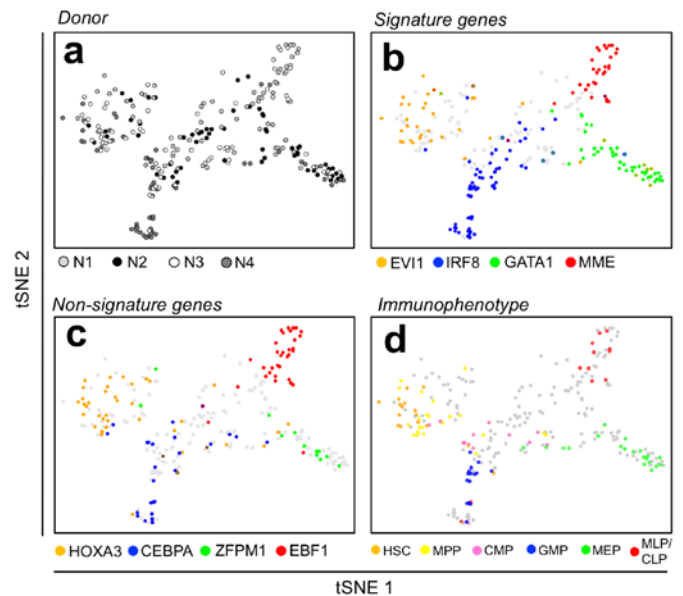 Donor
Signature genes
a
b
N1 N2 N3 N4
EVI1 IRF8 GATA1 MME
tSNE 2
Non-signature genes
Immunophenotype
c
d
HOXA3 CEBPA ZFPM1 EBF1
HSC MPP CMP GMP MEP MLP/
CLP
tSNE 1